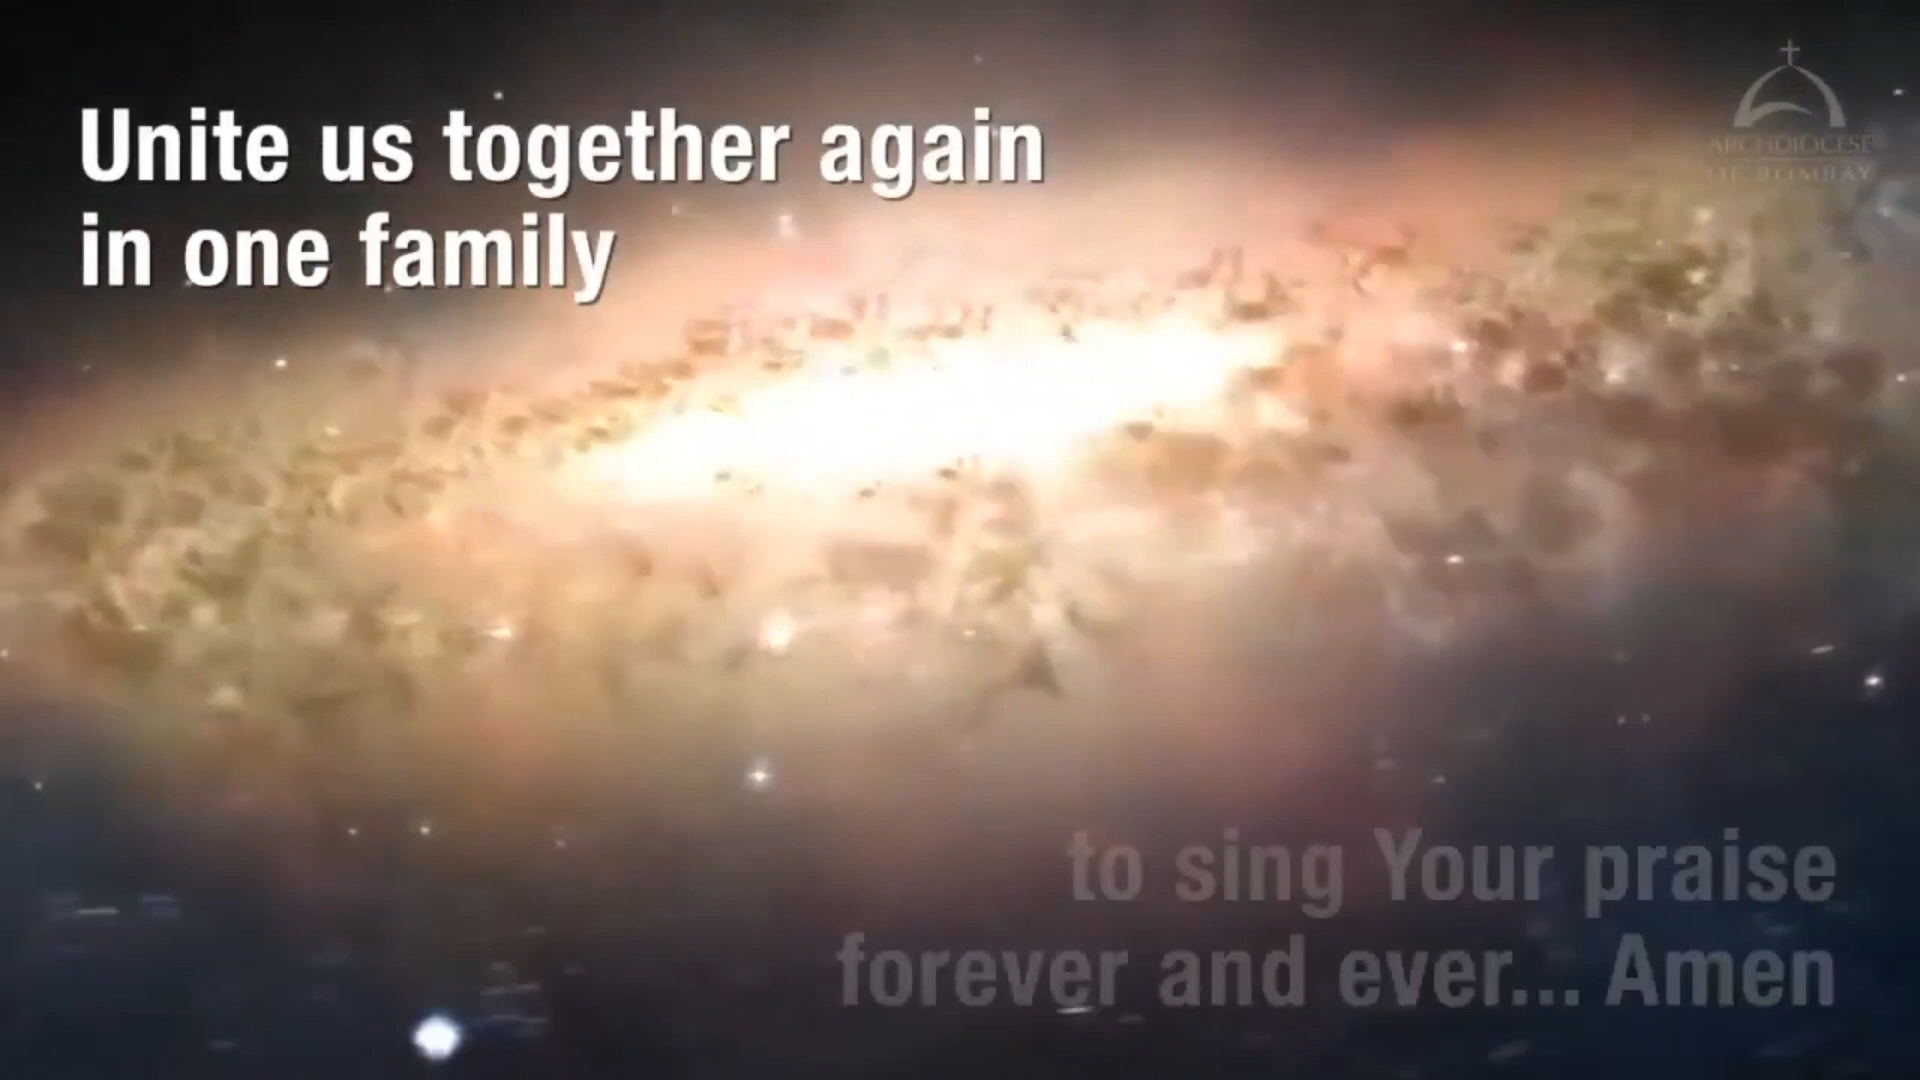 Unite us together again
in one family
ARCHDIOCESE
OF BOMBAY
to sing Your praise
forever and ever... Amen